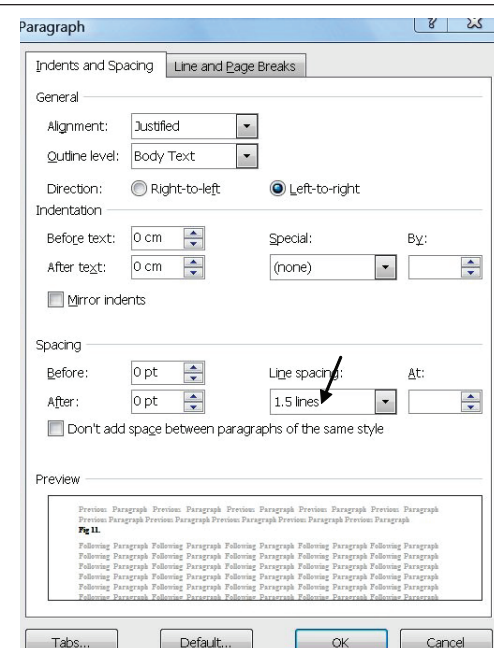 Paragraph
Indents and Spacing Line and Page Breaks
General
Alignment: Justified
Outline level: Body Text
Direction: Right-to-left Left-to-right
Indentation
Before text: 0 cm Special: By:
After text: 0 cm (none)
Mirror indents
Spacing
Before: 0 pt Line spacing: At:
After: 0 pt 1.5 lines
Don't add space between paragraphs of the same style
Preview
Previous Paragraph Previous Paragraph Previous Paragraph Previous Paragraph Previous Paragraph
Previous Paragraph Previous Paragraph Previous Paragraph Previous Paragraph Previous Paragraph
Fig 11.
Following Paragraph Following Paragraph Following Paragraph Following Paragraph Following Paragraph
Following Paragraph Following Paragraph Following Paragraph Following Paragraph Following Paragraph
Following Paragraph Following Paragraph Following Paragraph Following Paragraph Following Paragraph
Following Paragraph Following Paragraph Following Paragraph Following Paragraph Following Paragraph
Following Paragraph Following Paragraph Following Paragraph Following Paragraph Following Paragraph
Following Paragraph Following Paragraph Following Paragraph Following Paragraph Following Paragraph
Tabs... Default... OK Cancel